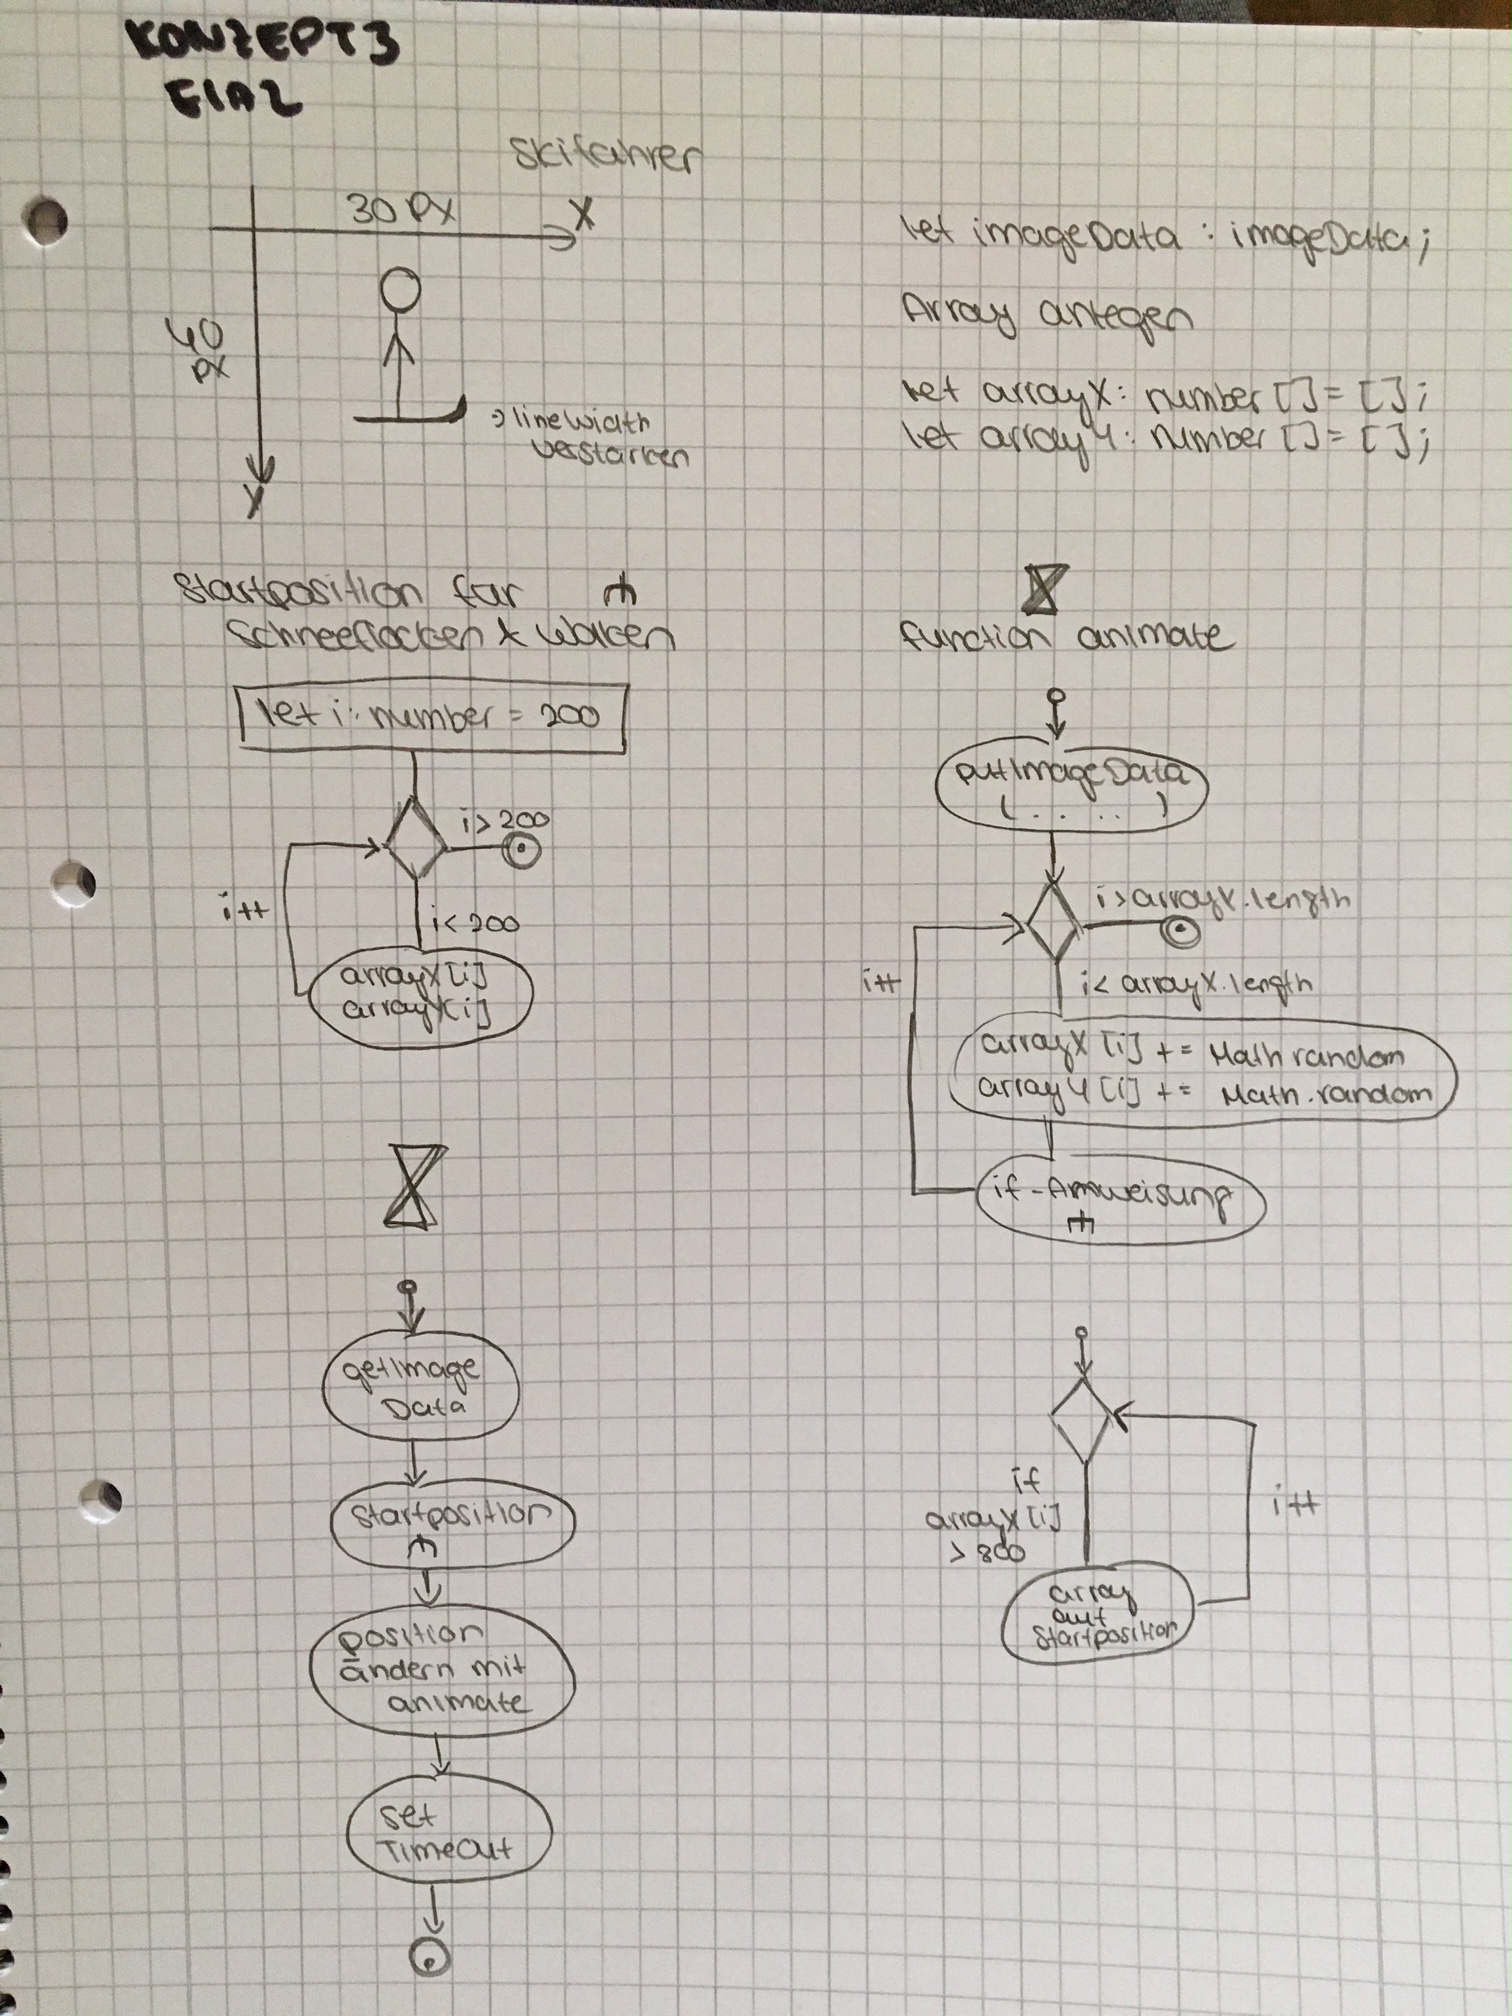 KONZEPT 3
EIA2
Skifahrer
30 PX
X
40
PX
Y
lineWidth
verstärken
let imageData : imageData;
Array anlegen
let arrayX: number [] = [];
let arrayY: number [] = [];
Startposition für
Schneeflocken & Wolken
let i: number = 200
i > 200
i++
i < 200
arrayX [i]
arrayY [i]
function animate
putImageData
( . . . . )
i > arrayX.length
i++
i < arrayX.length
arrayX [i] += Math random
arrayY [i] += Math.random
if-Anweisung
getImage
Data
Startposition
position
ändern mit
animate
set
TimeOut
if
arrayX [i]
> 800
i++
array
auf
Startposition